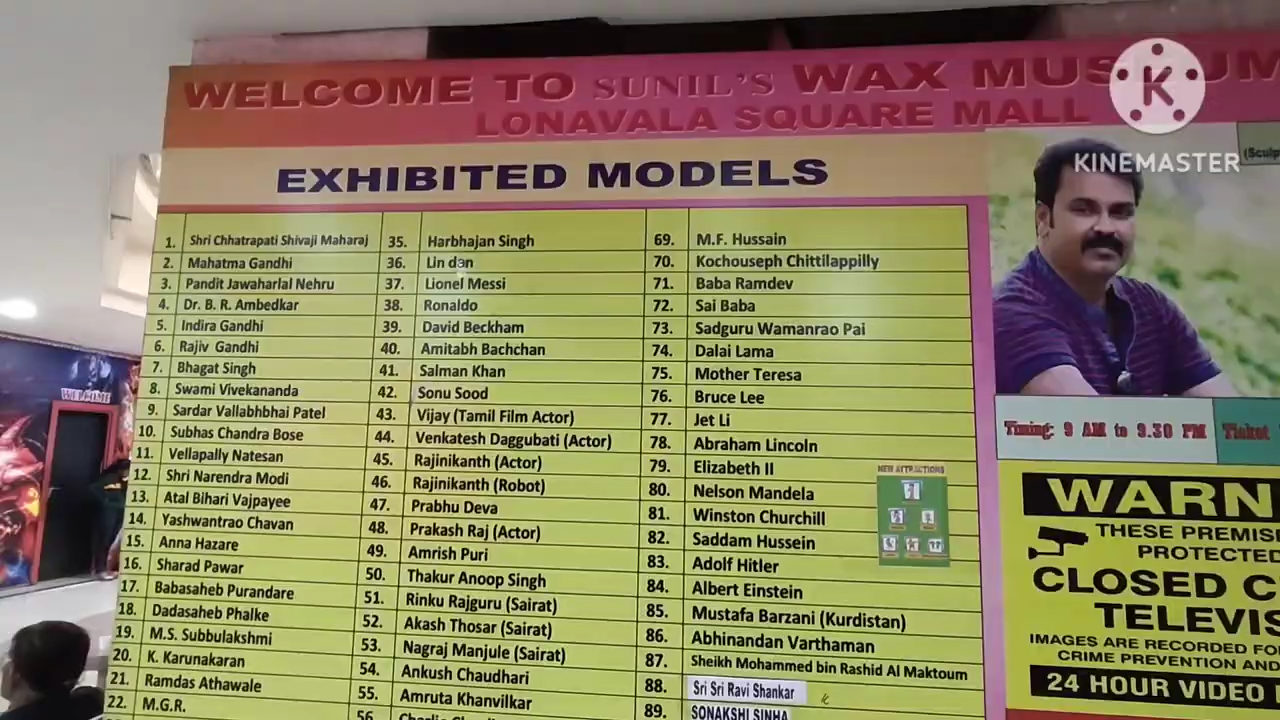 WELCOME TO SUNIL'S WAX MUSEUM
LONAVALA SQUARE MALL
EXHIBITED MODELS
1. Shri Chhatrapati Shivaji Maharaj
2. Mahatma Gandhi
3. Pandit Jawaharlal Nehru
4. Dr. B. R. Ambedkar
5. Indira Gandhi
6. Rajiv Gandhi
7. Bhagat Singh
8. Swami Vivekananda
9. Sardar Vallabhbhai Patel
10. Subhas Chandra Bose
11. Vellapally Natesan
12. Shri Narendra Modi
13. Atal Bihari Vajpayee
14. Yashwantrao Chavan
15. Anna Hazare
16. Sharad Pawar
17. Babasaheb Purandare
18. Dadasaheb Phalke
19. M.S. Subbulakshmi
20. K. Karunakaran
21. Ramdas Athawale
22. M.G.R.
35. Harbhajan Singh
36. Lin dan
37. Lionel Messi
38. Ronaldo
39. David Beckham
40. Amitabh Bachchan
41. Salman Khan
42. Sonu Sood
43. Vijay (Tamil Film Actor)
44. Venkatesh Daggubati (Actor)
45. Rajinikanth (Actor)
46. Rajinikanth (Robot)
47. Prabhu Deva
48. Prakash Raj (Actor)
49. Amrish Puri
50. Thakur Anoop Singh
51. Rinku Rajguru (Sairat)
52. Akash Thosar (Sairat)
53. Nagraj Manjule (Sairat)
54. Ankush Chaudhari
55. Amruta Khanvilkar
56.
69. M.F. Hussain
70. Kochouseph Chittilappilly
71. Baba Ramdev
72. Sai Baba
73. Sadguru Wamanrao Pai
74. Dalai Lama
75. Mother Teresa
76. Bruce Lee
77. Jet Li
78. Abraham Lincoln
79. Elizabeth II
80. Nelson Mandela
81. Winston Churchill
82. Saddam Hussein
83. Adolf Hitler
84. Albert Einstein
85. Mustafa Barzani (Kurdistan)
86. Abhinandan Varthaman
87. Sheikh Mohammed bin Rashid Al Maktoum
88. Sri Sri Ravi Shankar
89. SONAKSHI SINHA
NEW ATTRACTIONS
(Sculp
K
KINEMASTER
Timing: 9 AM to 9.30 PM
Ticket
WARN
THESE PREMIS
PROTECTED
CLOSED C
TELEVIS
IMAGES ARE RECORDED FO
CRIME PREVENTION AND
24 HOUR VIDEO
WELCOME